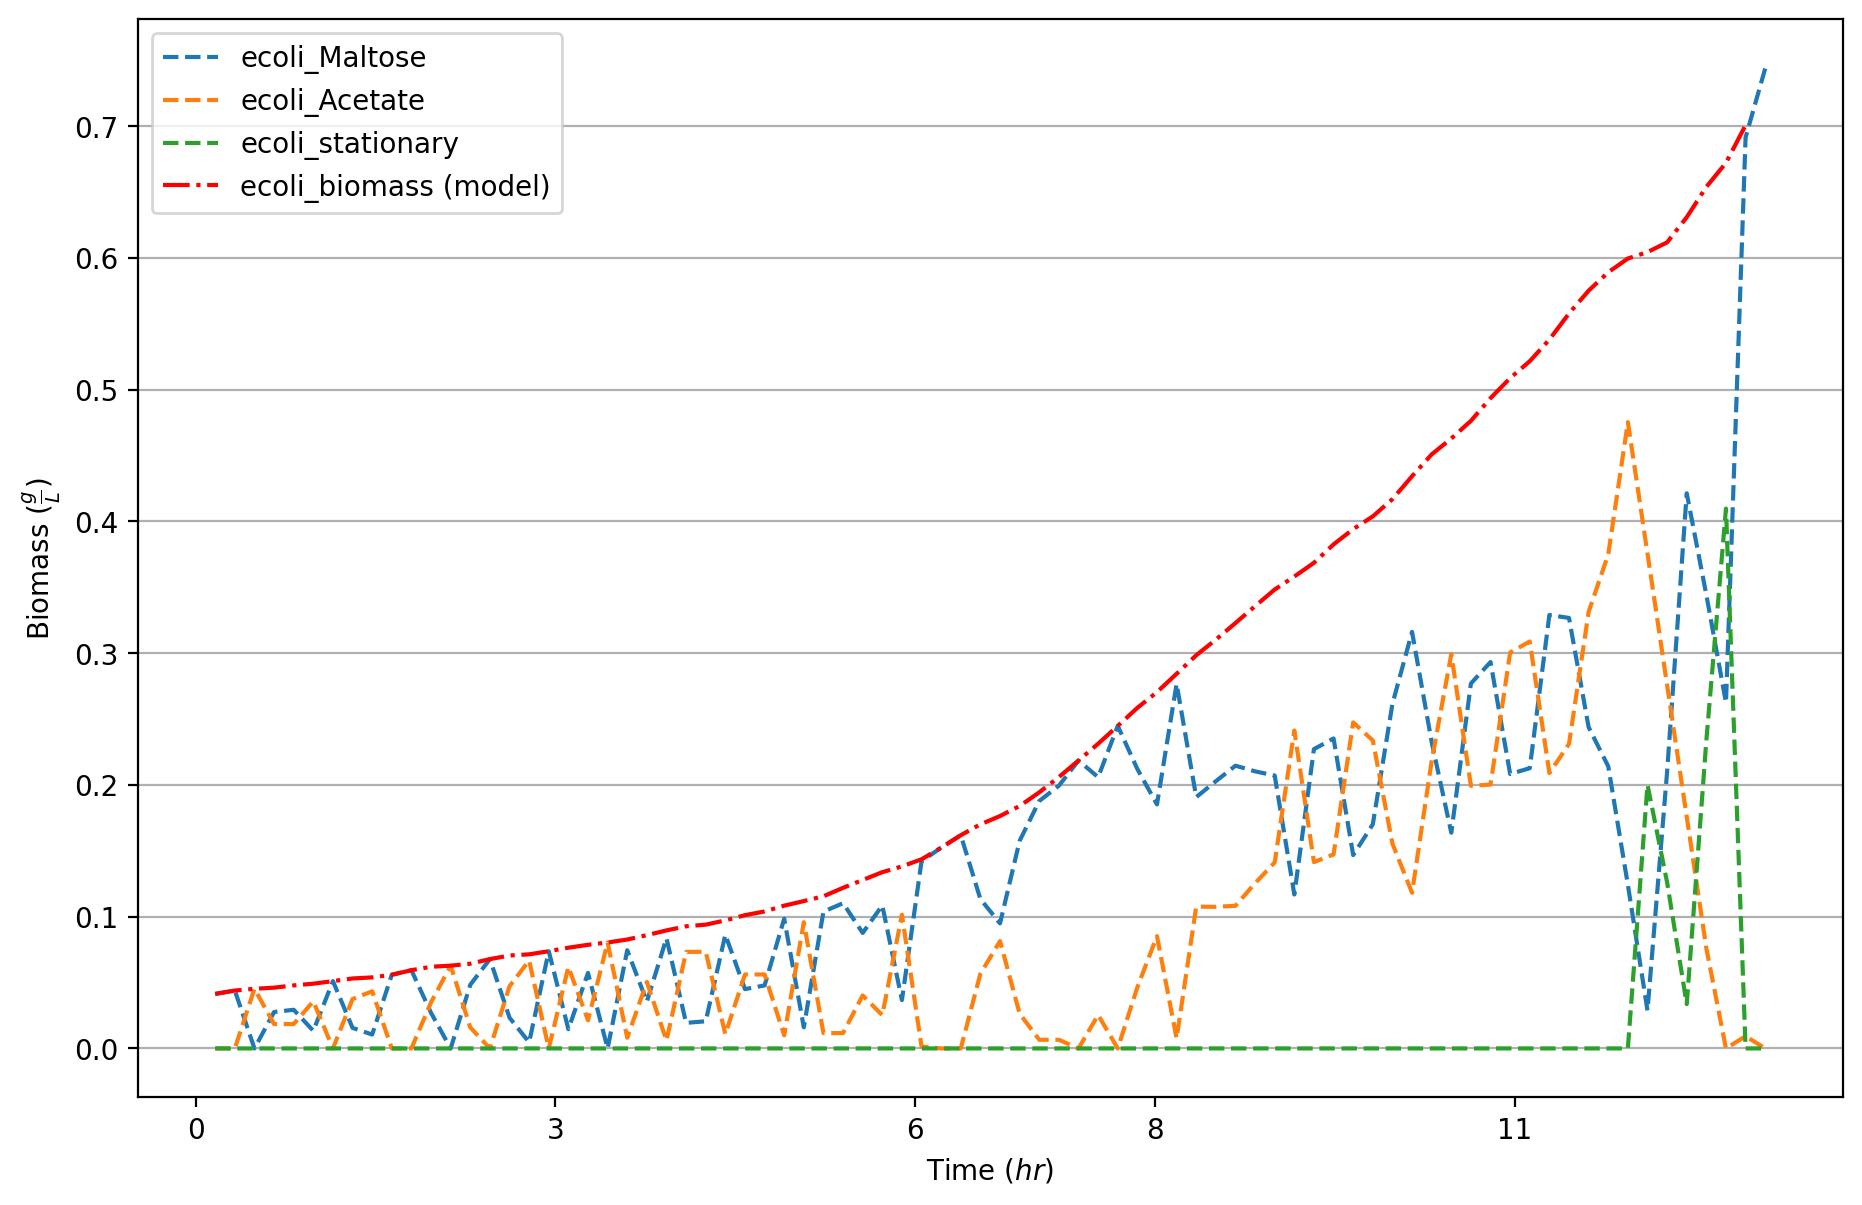 ecoli_Maltose
ecoli_Acetate
ecoli_stationary
ecoli_biomass (model)
0.7
0.6
0.5
0.4
0.3
0.2
0.1
0.0
Biomass (g/L)
0 3 6 8 11
Time (hr)